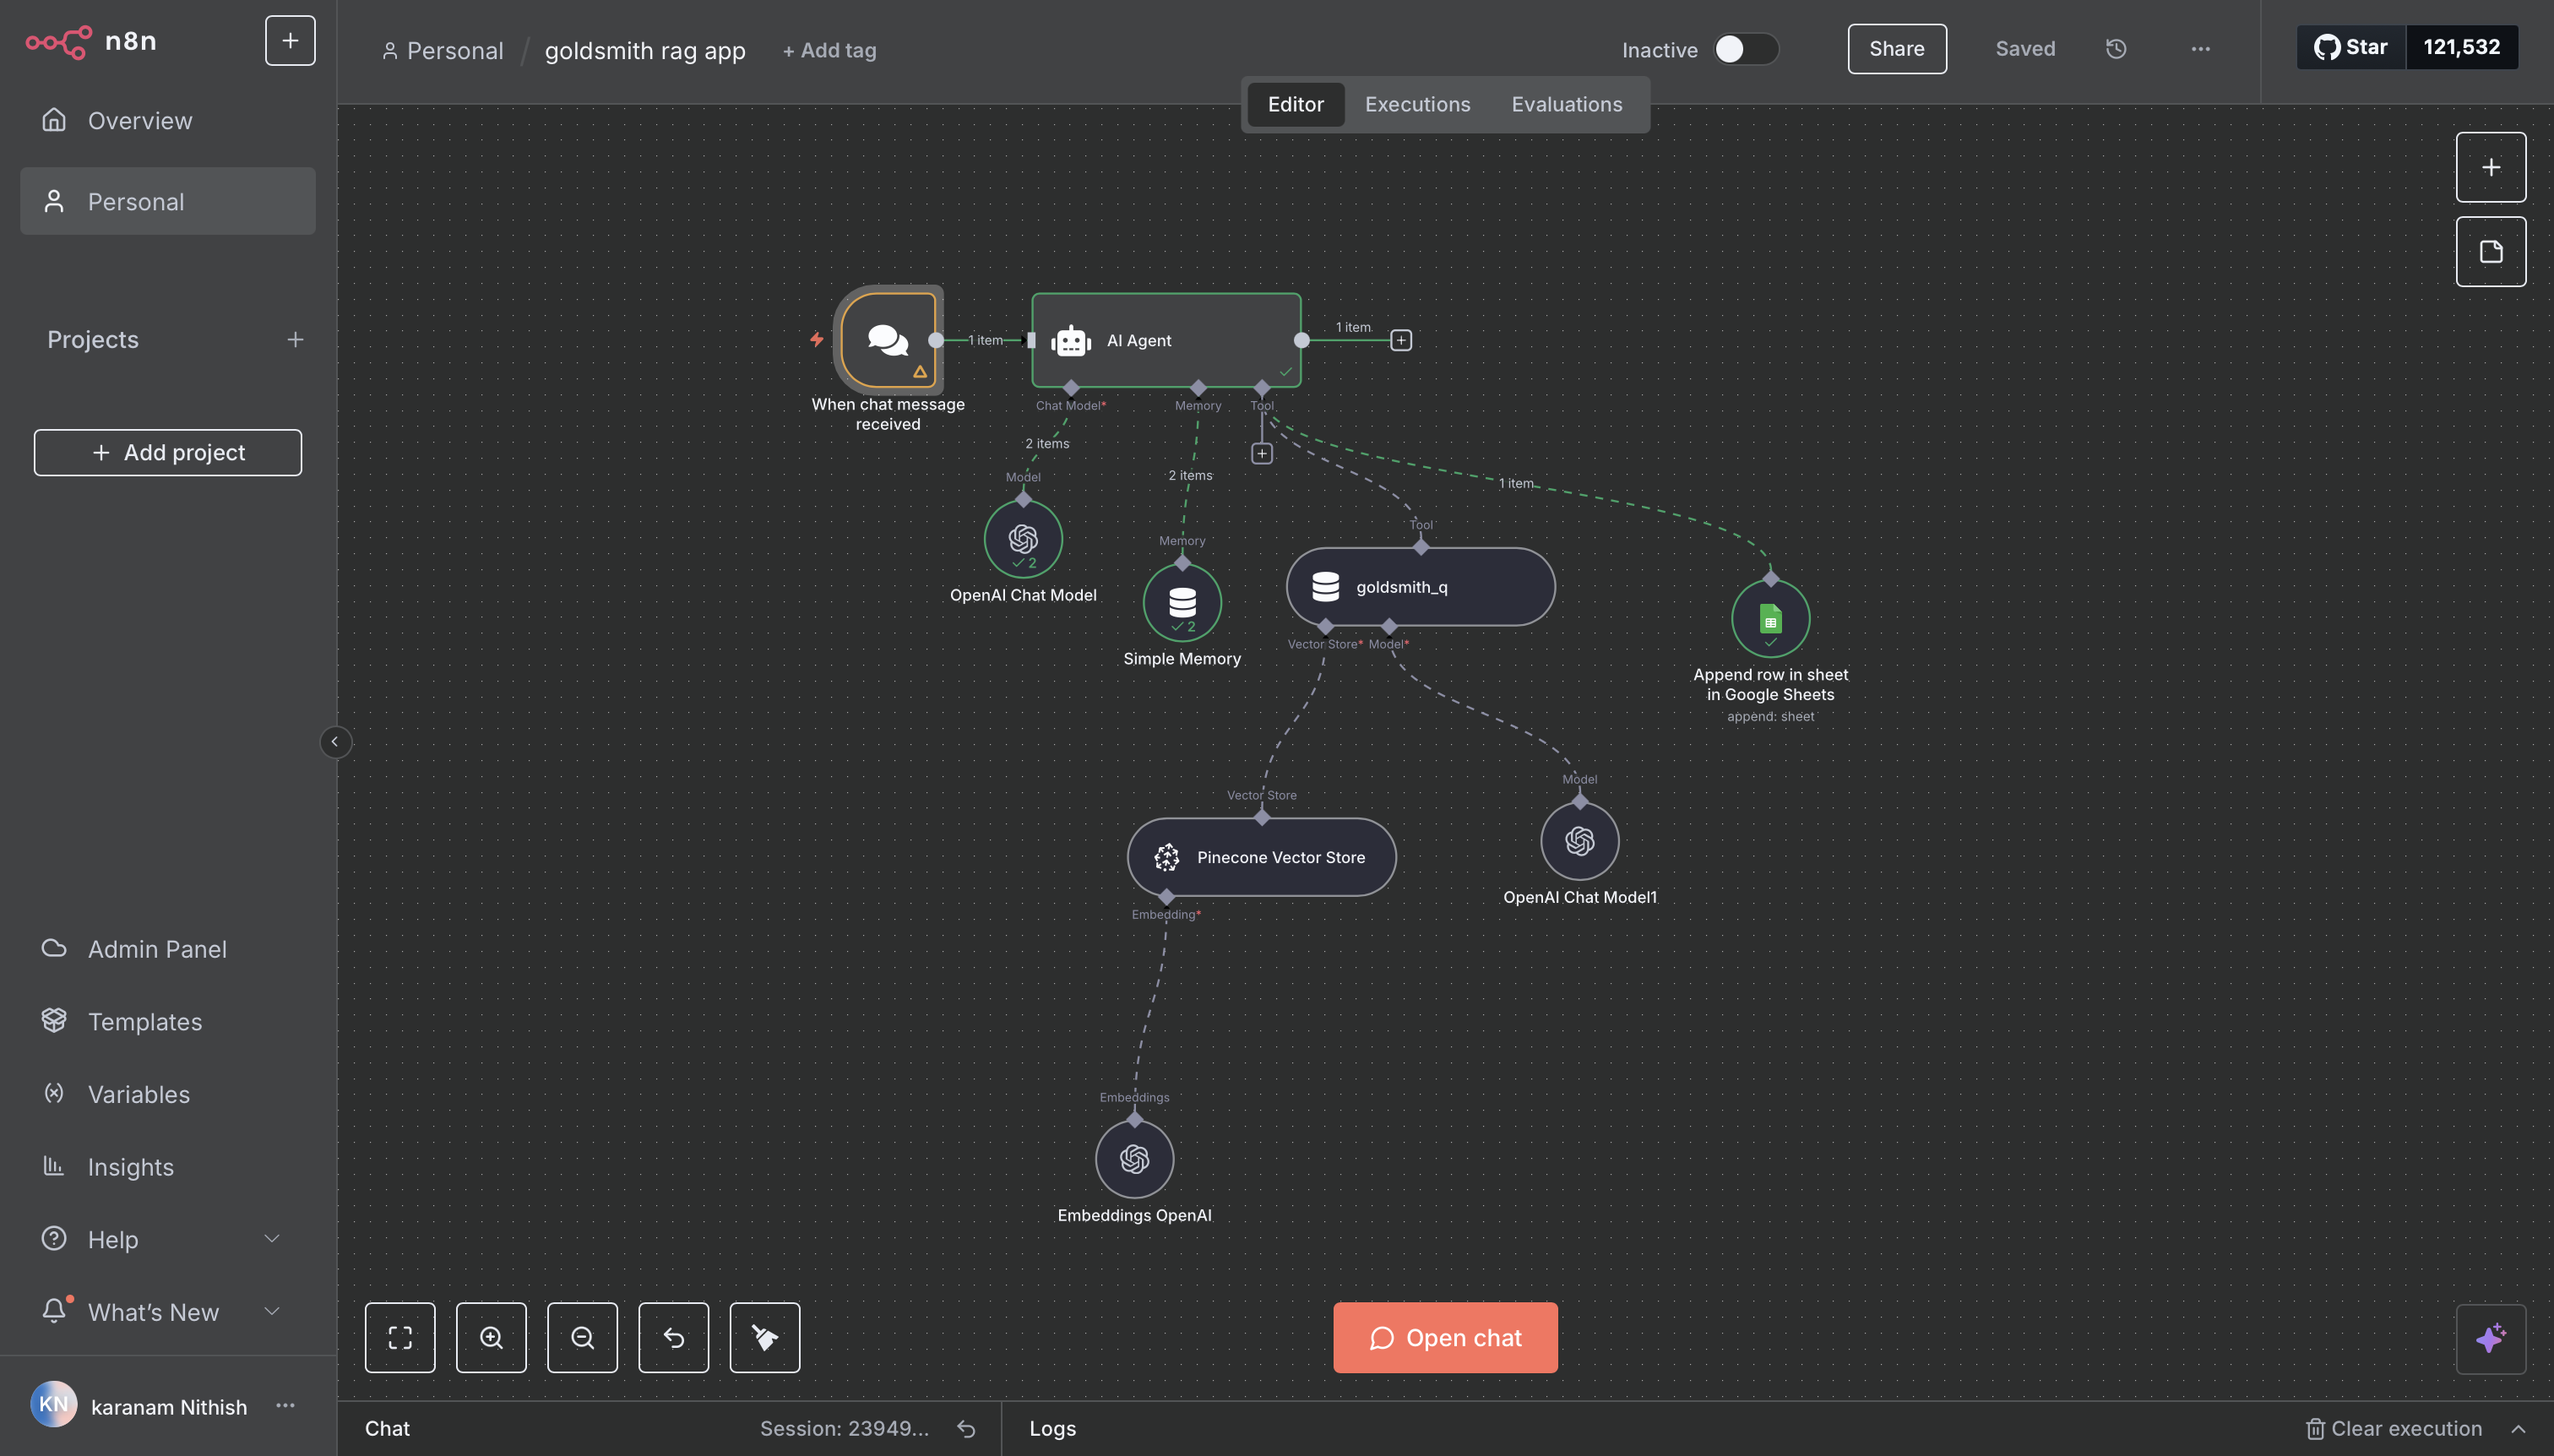 n8n
Overview
Personal
Projects
Add project
Admin Panel
Templates
Variables
Insights
Help
What's New
KN
karanam Nithish
Personal / goldsmith rag app + Add tag
Inactive
Share
Saved
Star
121,532
Editor
Executions
Evaluations
When chat message
received
1 item
AI Agent
1 item
Chat Model*
Memory
Tool
2 items
2 items
1 item
Model
OpenAI Chat Model
2
Memory
2
Simple Memory
Tool
goldsmith_q
Vector Store*
Model*
Append row in sheet
in Google Sheets
append: sheet
Vector Store
Pinecone Vector Store
Embedding*
Model
OpenAI Chat Model1
Embeddings
Embeddings OpenAI
Open chat
Chat
Session: 23949...
Logs
Clear execution